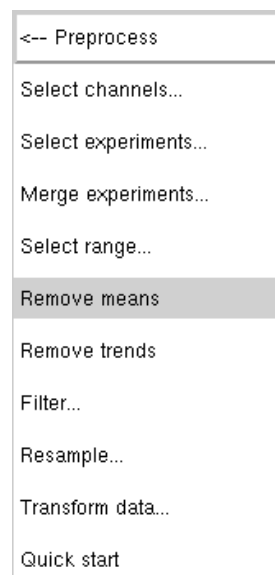 <-- Preprocess
Select channels...
Select experiments...
Merge experiments...
Select range...
Remove means
Remove trends
Filter...
Resample...
Transform data...
Quick start